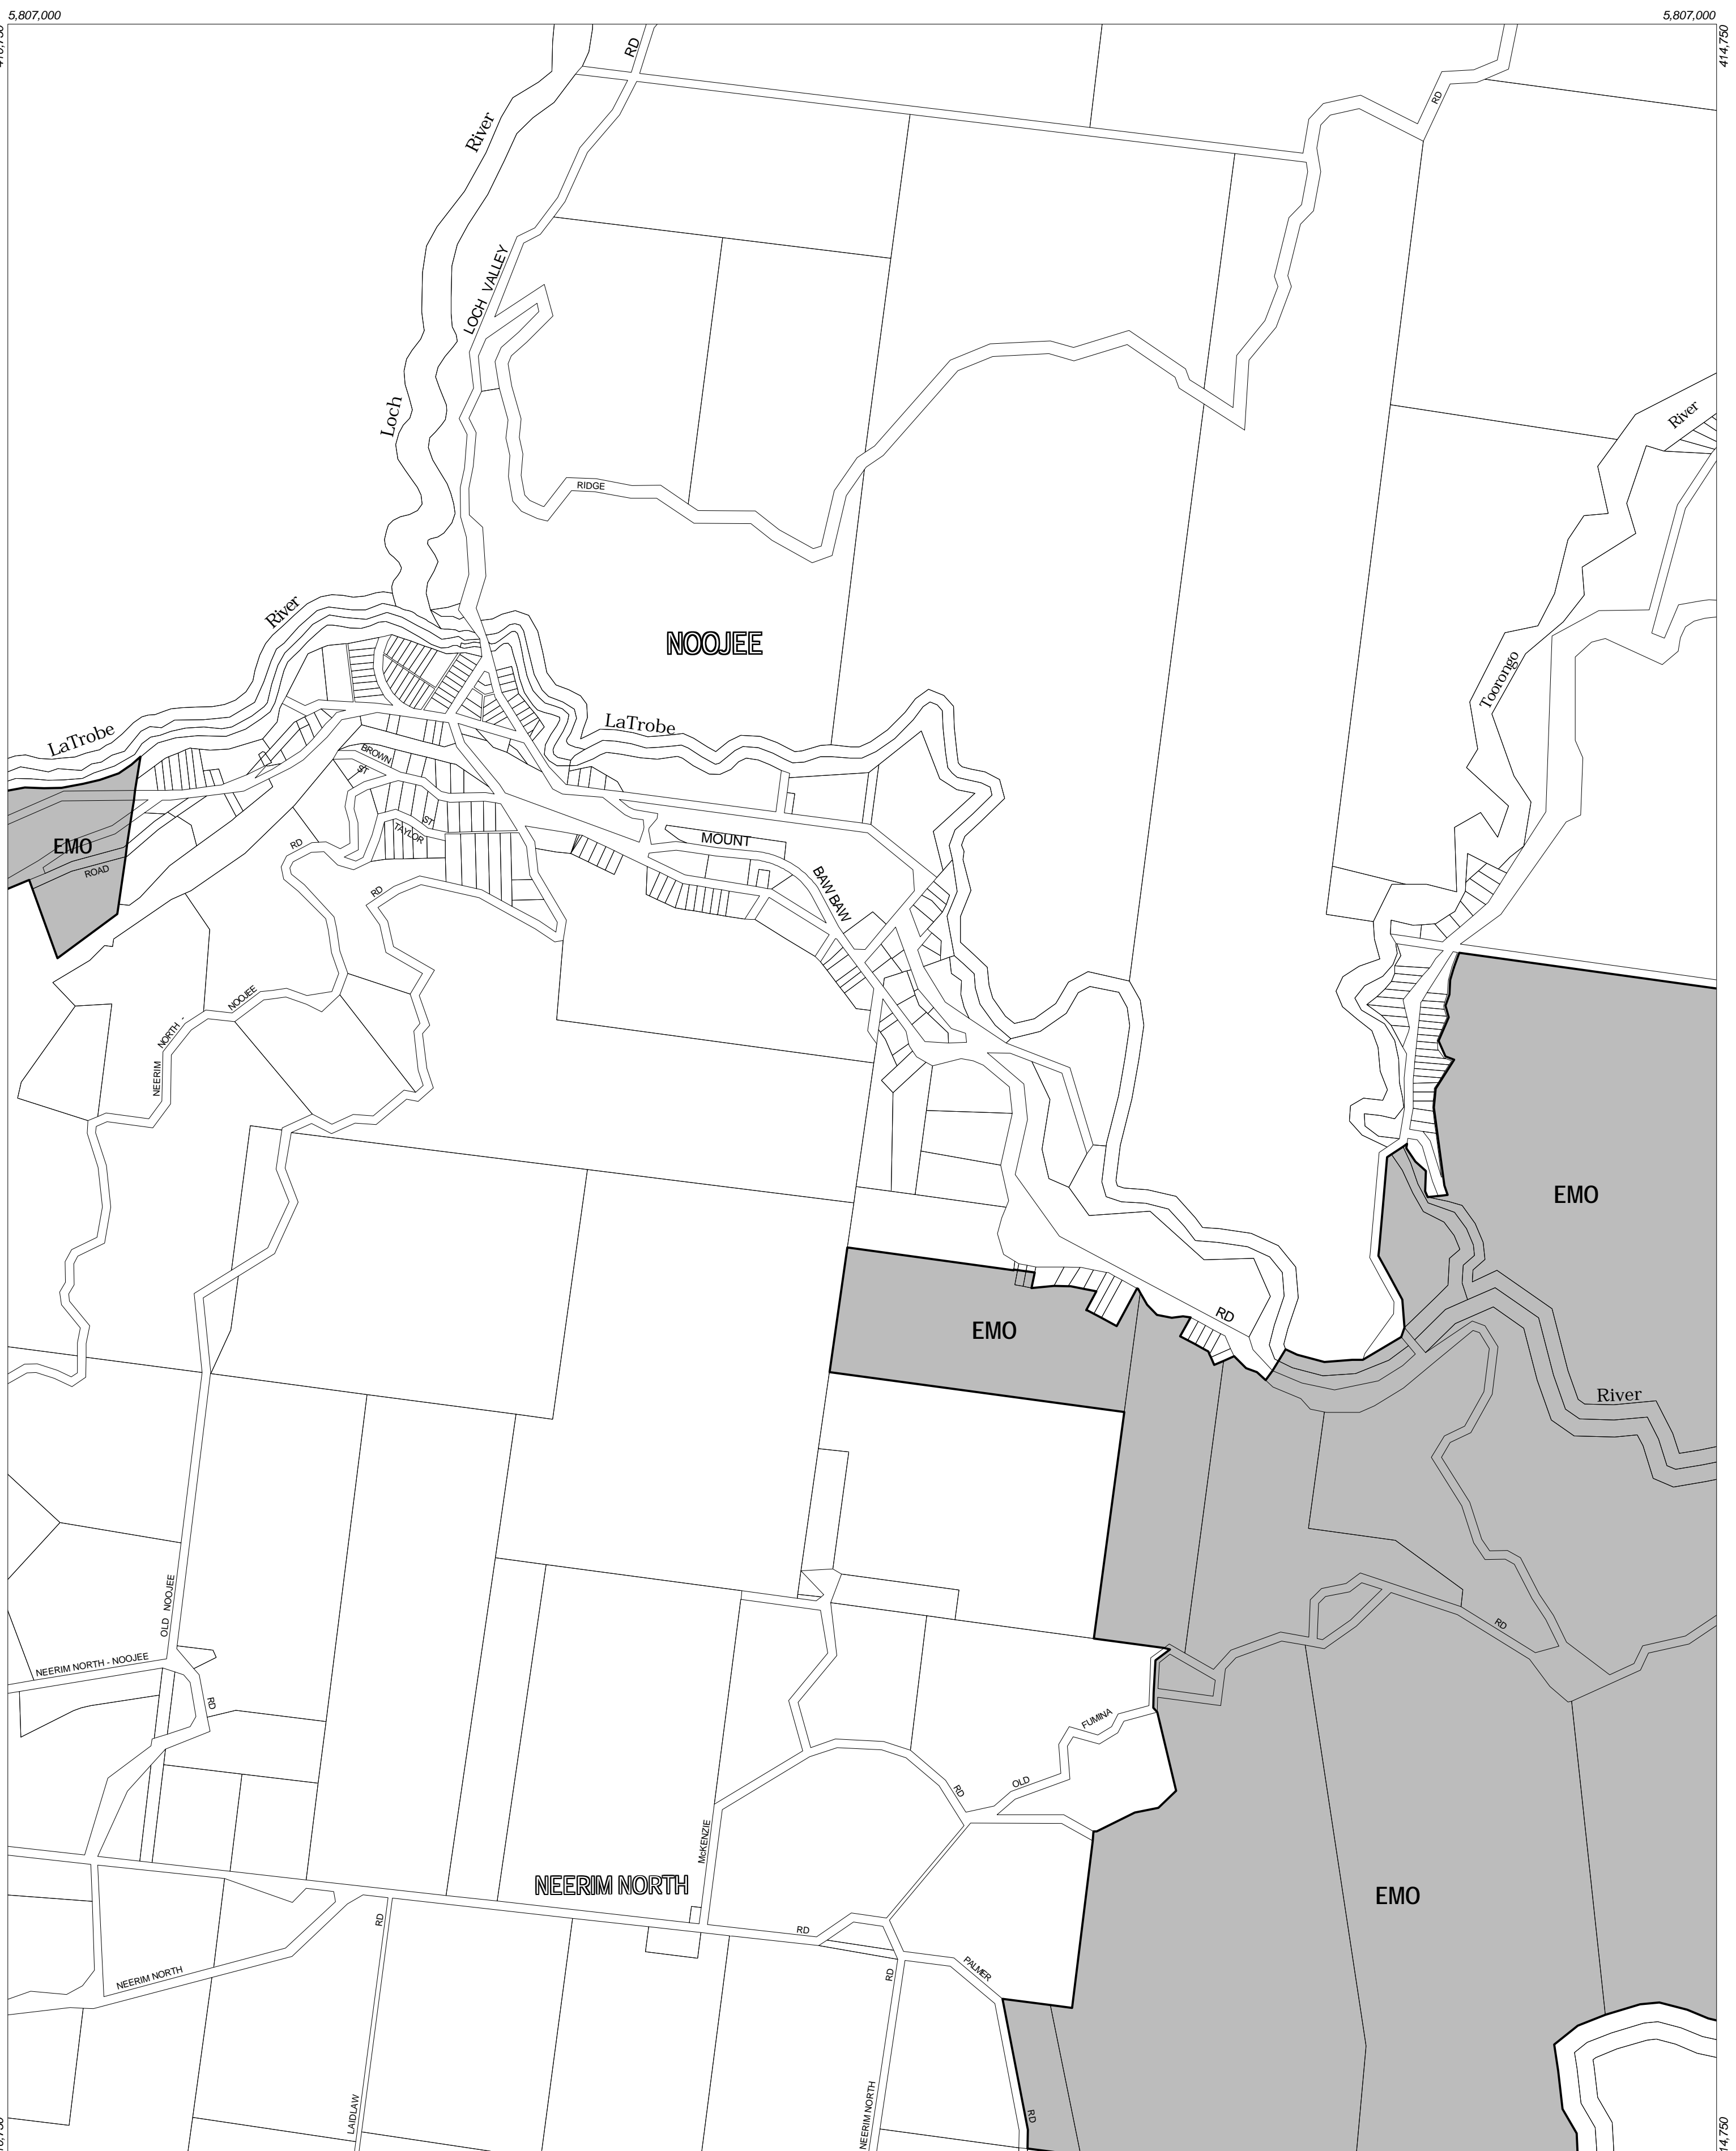 5,807,000
5,807,000
414,750
RD
River
RD
LOCH VALLEY
Loch
River
RIDGE
River
NOOJEE
Toorongo
LaTrobe
LaTrobe
BROWN
ST
ST
TAYLOR
MOUNT
EMO
ROAD
RD
RD
BAW BAW
NOOJEE
NORTH -
NEERIM
EMO
EMO
RD
River
OLD NOOJEE
NEERIM NORTH - NOOJEE
RD
RD
FUMINA
OLD
RD
McKENZIE
NEERIM NORTH
EMO
RD
RD
NEERIM NORTH
RD
PALMER
LAIDLAW
NEERIM NORTH
RD